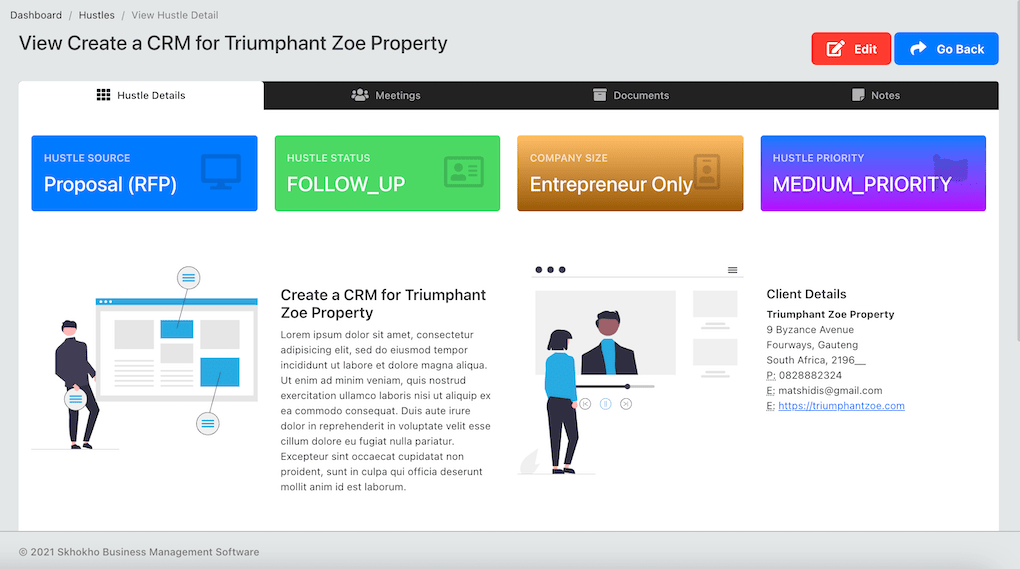 Dashboard / Hustles / View Hustle Detail
View Create a CRM for Triumphant Zoe Property
Edit
Go Back
Hustle Details
Meetings
Documents
Notes
HUSTLE SOURCE
Proposal (RFP)
HUSTLE STATUS
FOLLOW_UP
COMPANY SIZE
Entrepreneur Only
HUSTLE PRIORITY
MEDIUM_PRIORITY
Create a CRM for Triumphant
Zoe Property
Lorem ipsum dolor sit amet, consectetur
adipisicing elit, sed do eiusmod tempor
incididunt ut labore et dolore magna aliqua.
Ut enim ad minim veniam, quis nostrud
exercitation ullamco laboris nisi ut aliquip ex
ea commodo consequat. Duis aute irure
dolor in reprehenderit in voluptate velit esse
cillum dolore eu fugiat nulla pariatur.
Excepteur sint occaecat cupidatat non
proident, sunt in culpa qui officia deserunt
mollit anim id est laborum.
Client Details
Triumphant Zoe Property
9 Byzance Avenue
Fourways, Gauteng
South Africa, 2196__
P: 0828882324
E: matshidis@gmail.com
E: https://triumphantzoe.com
© 2021 Skhokho Business Management Software